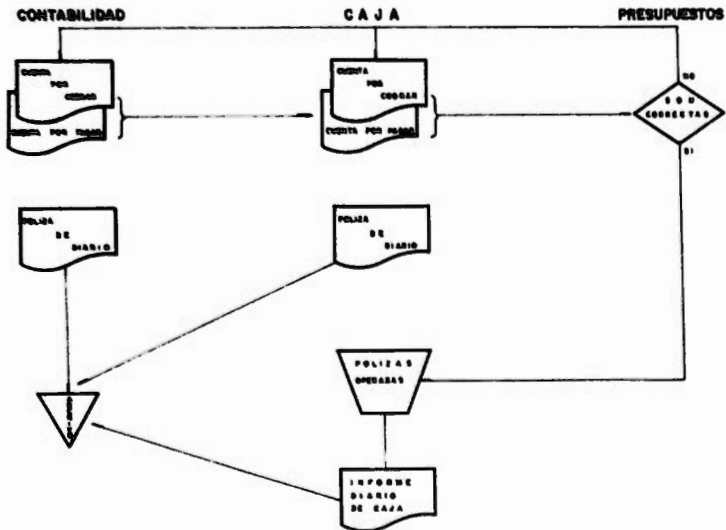 CONTABILIDAD
CAJA
PRESUPUESTOS
CUENTA
POR
COBRAR
CUENTA POR PAGAR
CUENTA
POR
COBRAR
CUENTA POR PAGAR
NO
SON
CORRECTAS
SI
POLIZA
DE
DIARIO
POLIZA
DE
DIARIO
POLIZAS
OPERADAS
INFORME
DIARIO
DE CAJA